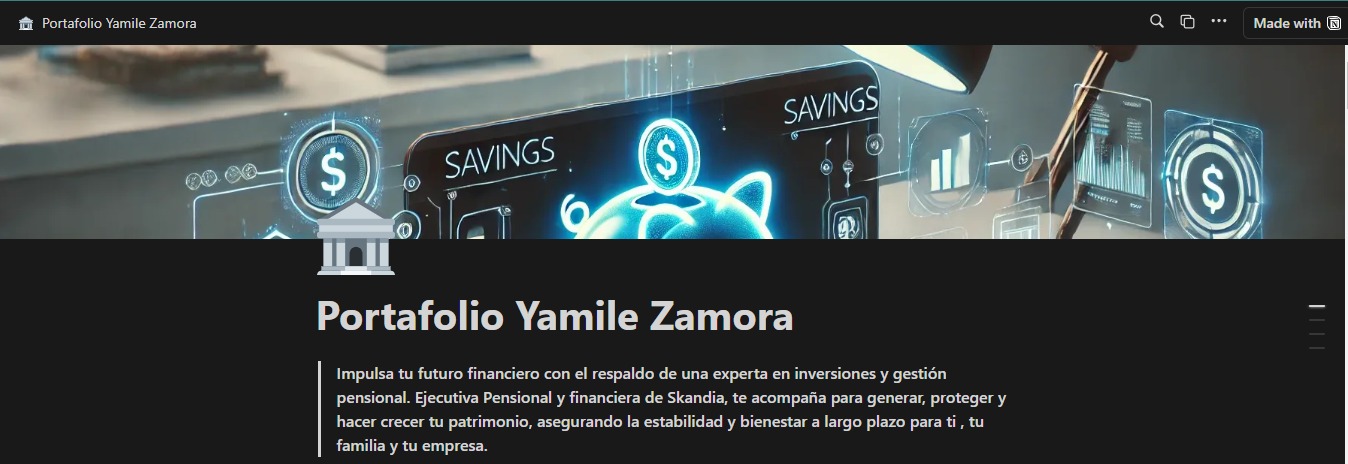 Portafolio Yamile Zamora
Made with
SAVINGS
SAVINGS
$
$
$
Portafolio Yamile Zamora
Impulsa tu futuro financiero con el respaldo de una experta en inversiones y gestión
pensional. Ejecutiva Pensional y financiera de Skandia, te acompaña para generar, proteger y
hacer crecer tu patrimonio, asegurando la estabilidad y bienestar a largo plazo para ti , tu
familia y tu empresa.